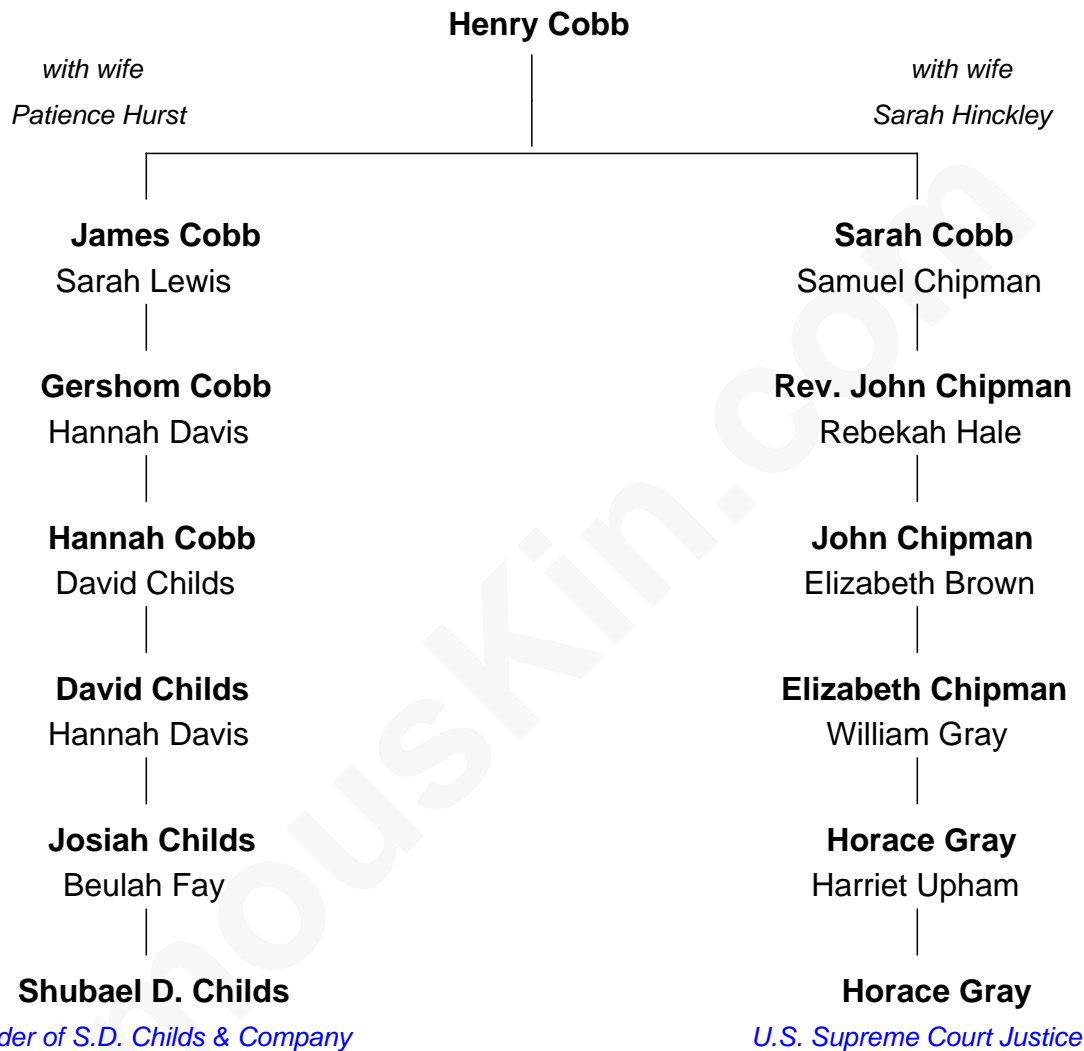 Henry Cobb
with wife
Patience Hurst
with wife
Sarah Hinckley
James Cobb
Sarah Lewis
Sarah Cobb
Samuel Chipman
Gershom Cobb
Hannah Davis
Rev. John Chipman
Rebekah Hale
Hannah Cobb
David Childs
John Chipman
Elizabeth Brown
David Childs
Hannah Davis
Elizabeth Chipman
William Gray
Josiah Childs
Beulah Fay
Horace Gray
Harriet Upham
Shubael D. Childs
of S.D. Childs & Company
Horace Gray
U.S. Supreme Court Justice